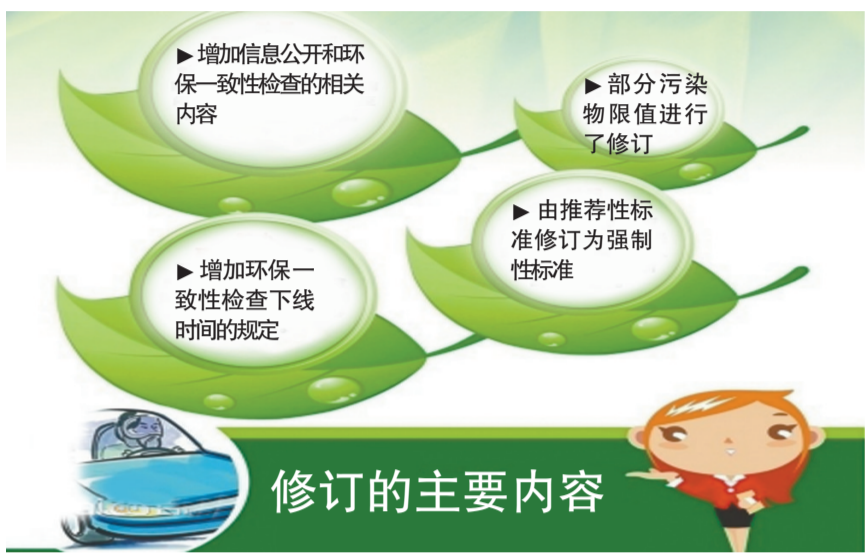 ▶增加信息公开和环
保一致性检查的相关
内容
▶部分污染
物限值进行
了修订
▶增加环保一
致性检查下线
时间的规定
▶由推荐性标
准修订为强制
性标准
修订的主要内容